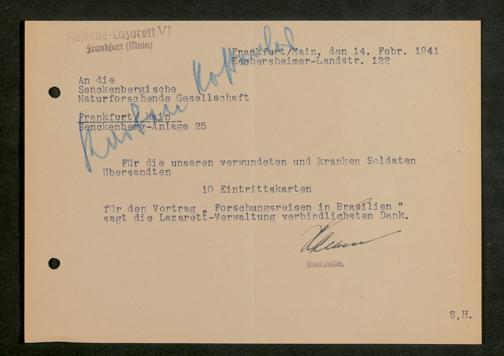 Reserve-Lazarett VI
Frankfurt (Main)
Frankfurt/Main, den 14. Febr. 1941
Eschersheimer-Landstr. 122
An die
Senckenbergische
Naturforschende Gesellschaft
Frankfurt/ Main
Senckenberg-Anlage 25
Für die unseren verwundeten und kranken Soldaten
übersandten
10 Eintrittskarten
für den Vortrag „ Forschungsreisen in Brasilien "
sagt die Lazarett-Verwaltung verbindlichsten Dank.
Oberzahlm.
S.H.